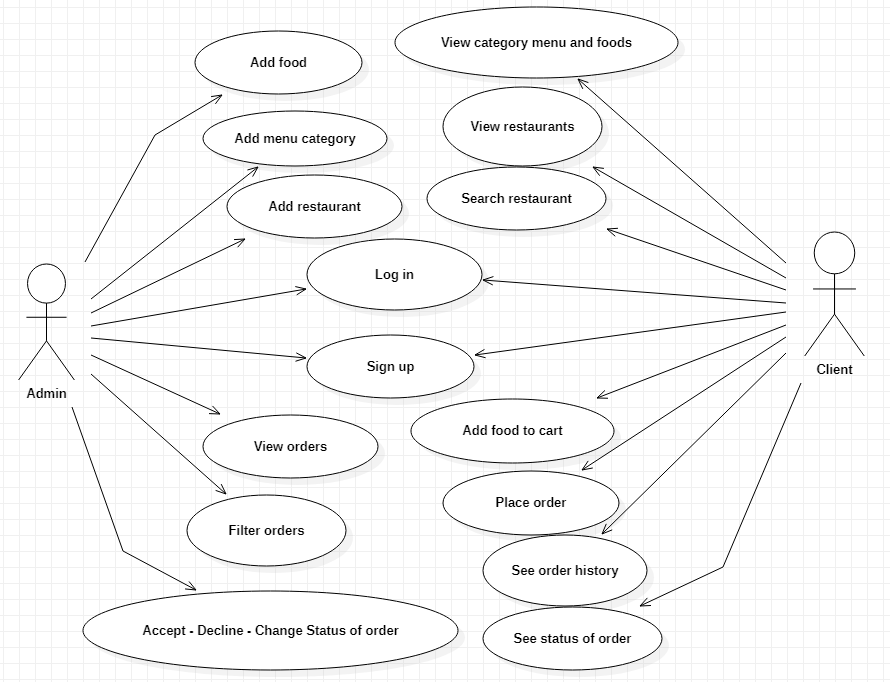 Add food
View category menu and foods
View restaurants
Add menu category
Search restaurant
Add restaurant
Log in
Sign up
Admin
Client
Add food to cart
View orders
Place order
Filter orders
See order history
Accept - Decline - Change Status of order
See status of order